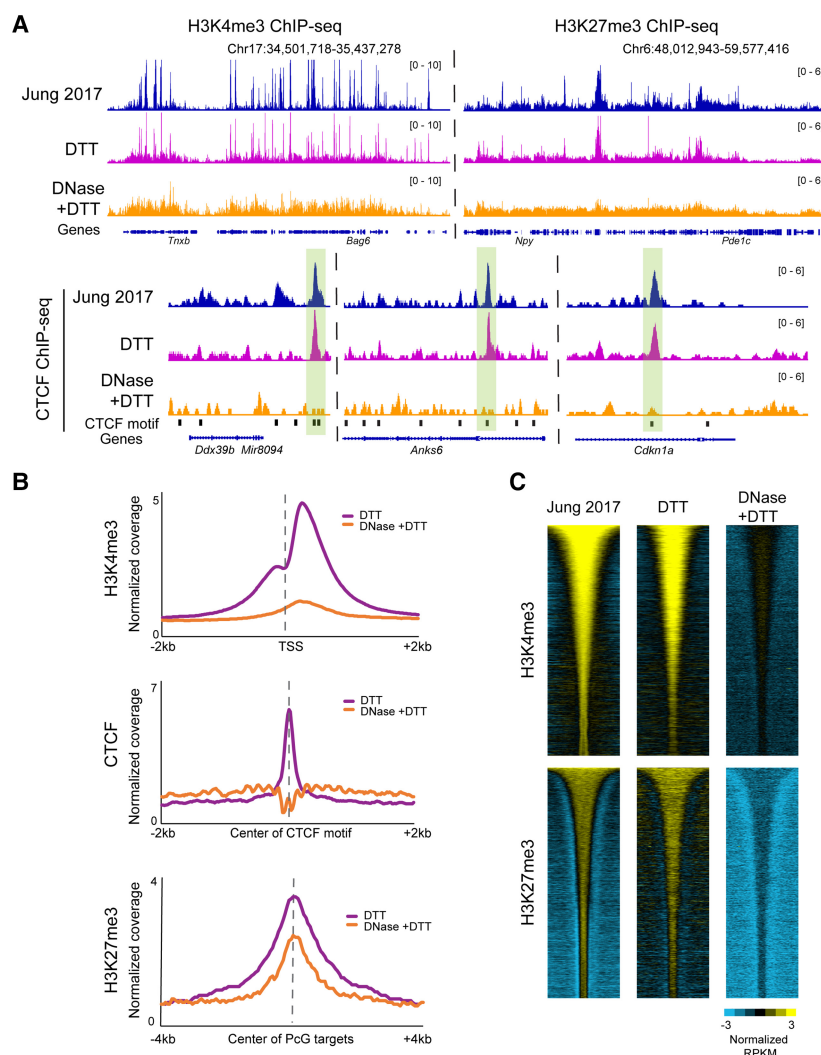 A
H3K4me3 ChIP-seq
H3K27me3 ChIP-seq
Chr17:34,501,718-35,437,278
Chr6:48,012,943-59,577,416
Jung 2017
[0 - 10]
[0 - 6
DTT
[0 - 10]
[0 - 6
DNase
+DTT
[0 - 10]
[0 - 6
Genes
Tnxb
Bag6
Npy
Pde1c
CTCF ChIP-seq
Jung 2017
[0 - 6]
DTT
[0 - 6]
DNase
+DTT
[0 - 6]
CTCF motif
Genes
Ddx39b Mir8094
Anks6
Cdkn1a
B
H3K4me3
Normalized coverage
5
0
DTT
DNase +DTT
-2kb
TSS
+2kb
CTCF
Normalized coverage
7
0
DTT
DNase +DTT
-2kb
Center of CTCF motif
+2kb
H3K27me3
Normalized coverage
4
0
DTT
DNase +DTT
-4kb
Center of PcG targets
+4kb
C
Jung 2017
DTT
DNase
+DTT
H3K4me3
H3K27me3
-3
3
Normalized
RPKM